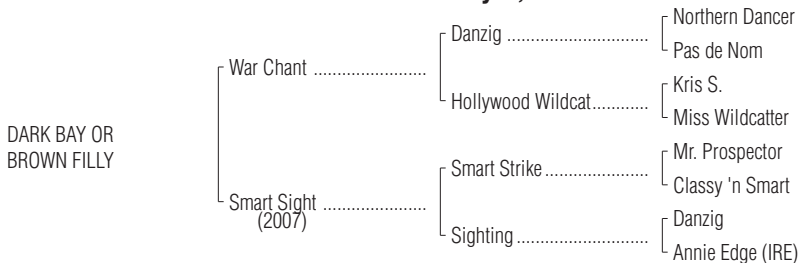 Northern Dancer
Danzig ..............................
Pas de Nom
War Chant ........................
Kris S.
Hollywood Wildcat............
Miss Wildcatter
DARK BAY OR
BROWN FILLY
Mr. Prospector
Smart Strike......................
Classy 'n Smart
Smart Sight ......................
(2007)
Danzig
Sighting............................
Annie Edge (IRE)